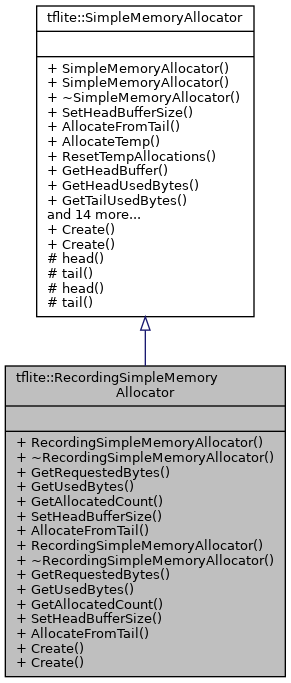 tflite::SimpleMemoryAllocator
+ SimpleMemoryAllocator()
+ SimpleMemoryAllocator()
+ ~SimpleMemoryAllocator()
+ SetHeadBufferSize()
+ AllocateFromTail()
+ AllocateTemp()
+ ResetTempAllocations()
+ GetHeadBuffer()
+ GetHeadUsedBytes()
+ GetTailUsedBytes()
and 14 more...
+ Create()
+ Create()
# head()
# tail()
# head()
# tail()
tflite::RecordingSimpleMemory
Allocator
+ RecordingSimpleMemoryAllocator()
+ ~RecordingSimpleMemoryAllocator()
+ GetRequestedBytes()
+ GetUsedBytes()
+ GetAllocatedCount()
+ SetHeadBufferSize()
+ AllocateFromTail()
+ RecordingSimpleMemoryAllocator()
+ ~RecordingSimpleMemoryAllocator()
+ GetRequestedBytes()
+ GetUsedBytes()
+ GetAllocatedCount()
+ SetHeadBufferSize()
+ AllocateFromTail()
+ Create()
+ Create()